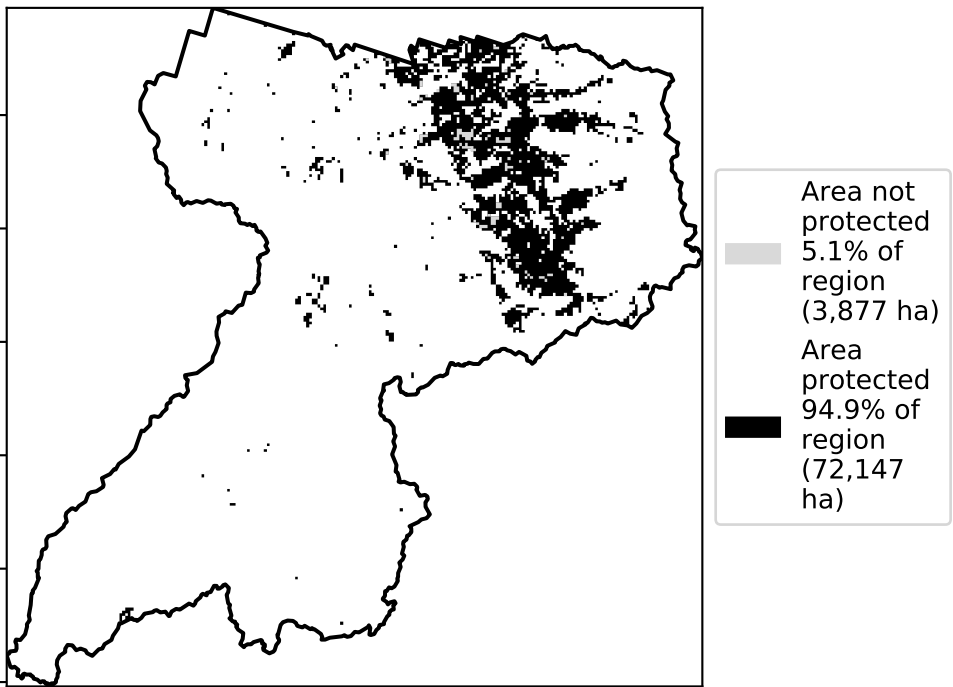 Area not
protected
5.1% of
region
(3,877 ha)
Area
protected
94.9% of
region
(72,147
ha)